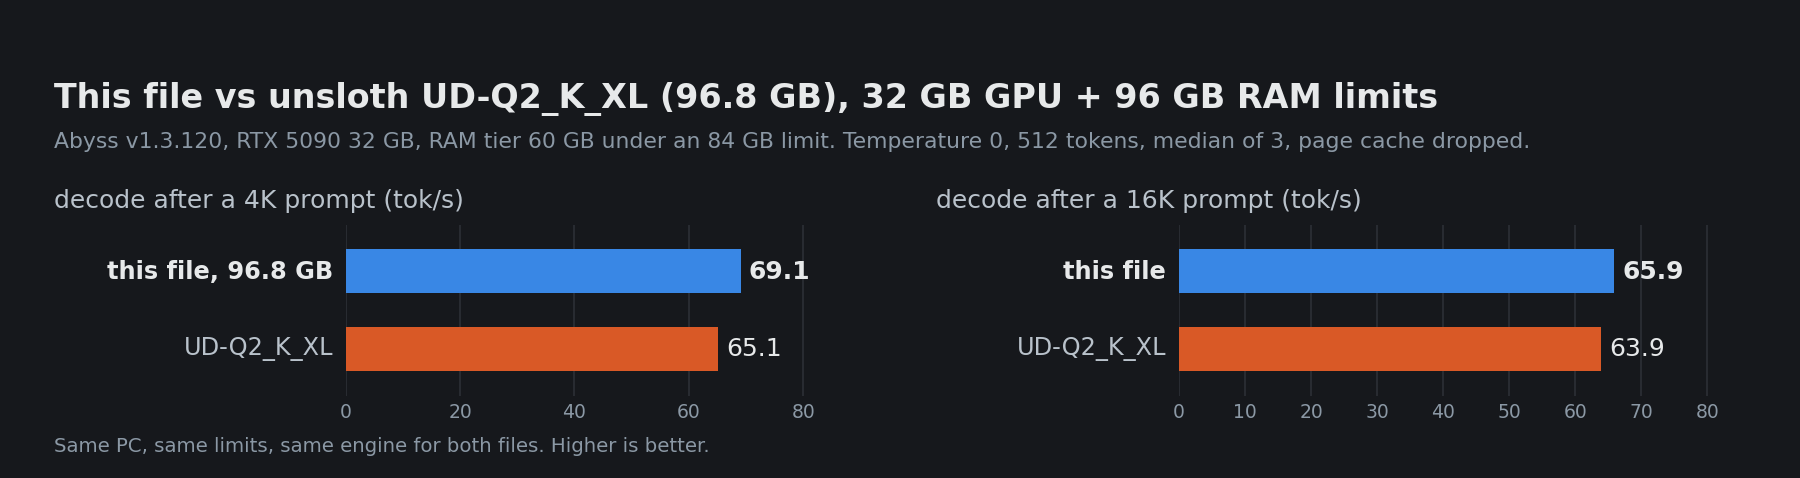 This file vs unsloth UD-Q2_K_XL (96.8 GB), 32 GB GPU + 96 GB RAM limits
Abyss v1.3.120, RTX 5090 32 GB, RAM tier 60 GB under an 84 GB limit. Temperature 0, 512 tokens, median of 3, page cache dropped.
decode after a 4K prompt (tok/s)
this file, 96.8 GB 69.1
UD-Q2_K_XL 65.1
0 20 40 60 80
decode after a 16K prompt (tok/s)
this file 65.9
UD-Q2_K_XL 63.9
0 10 20 30 40 50 60 70 80
Same PC, same limits, same engine for both files. Higher is better.